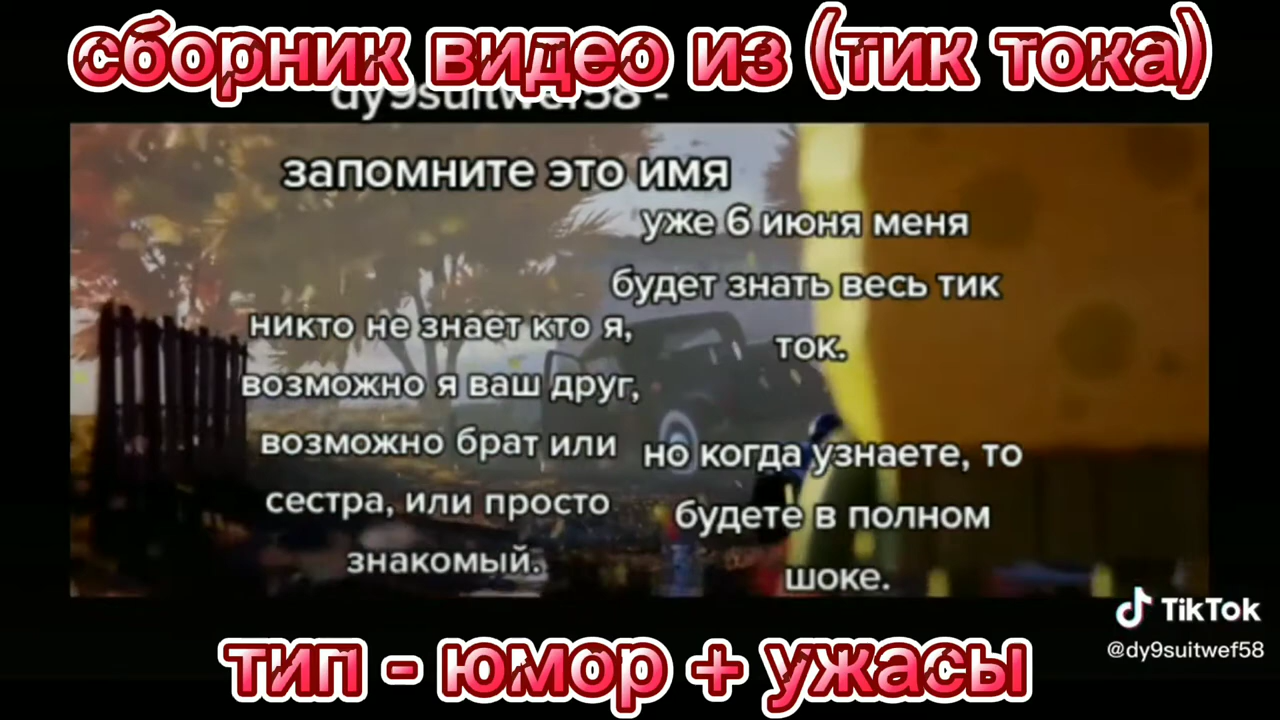 сборник видео из (тик тока)
dy9suitwef58 -
запомните это имя
никто не знает кто я,
возможно я ваш друг,
возможно брат или
сестра, или просто
знакомый.
уже 6 июня меня
будет знать весь тик
ток.
но когда узнаете, то
будете в полном
шоке.
TikTok
@dy9suitwef58
тип - юмор + ужасы